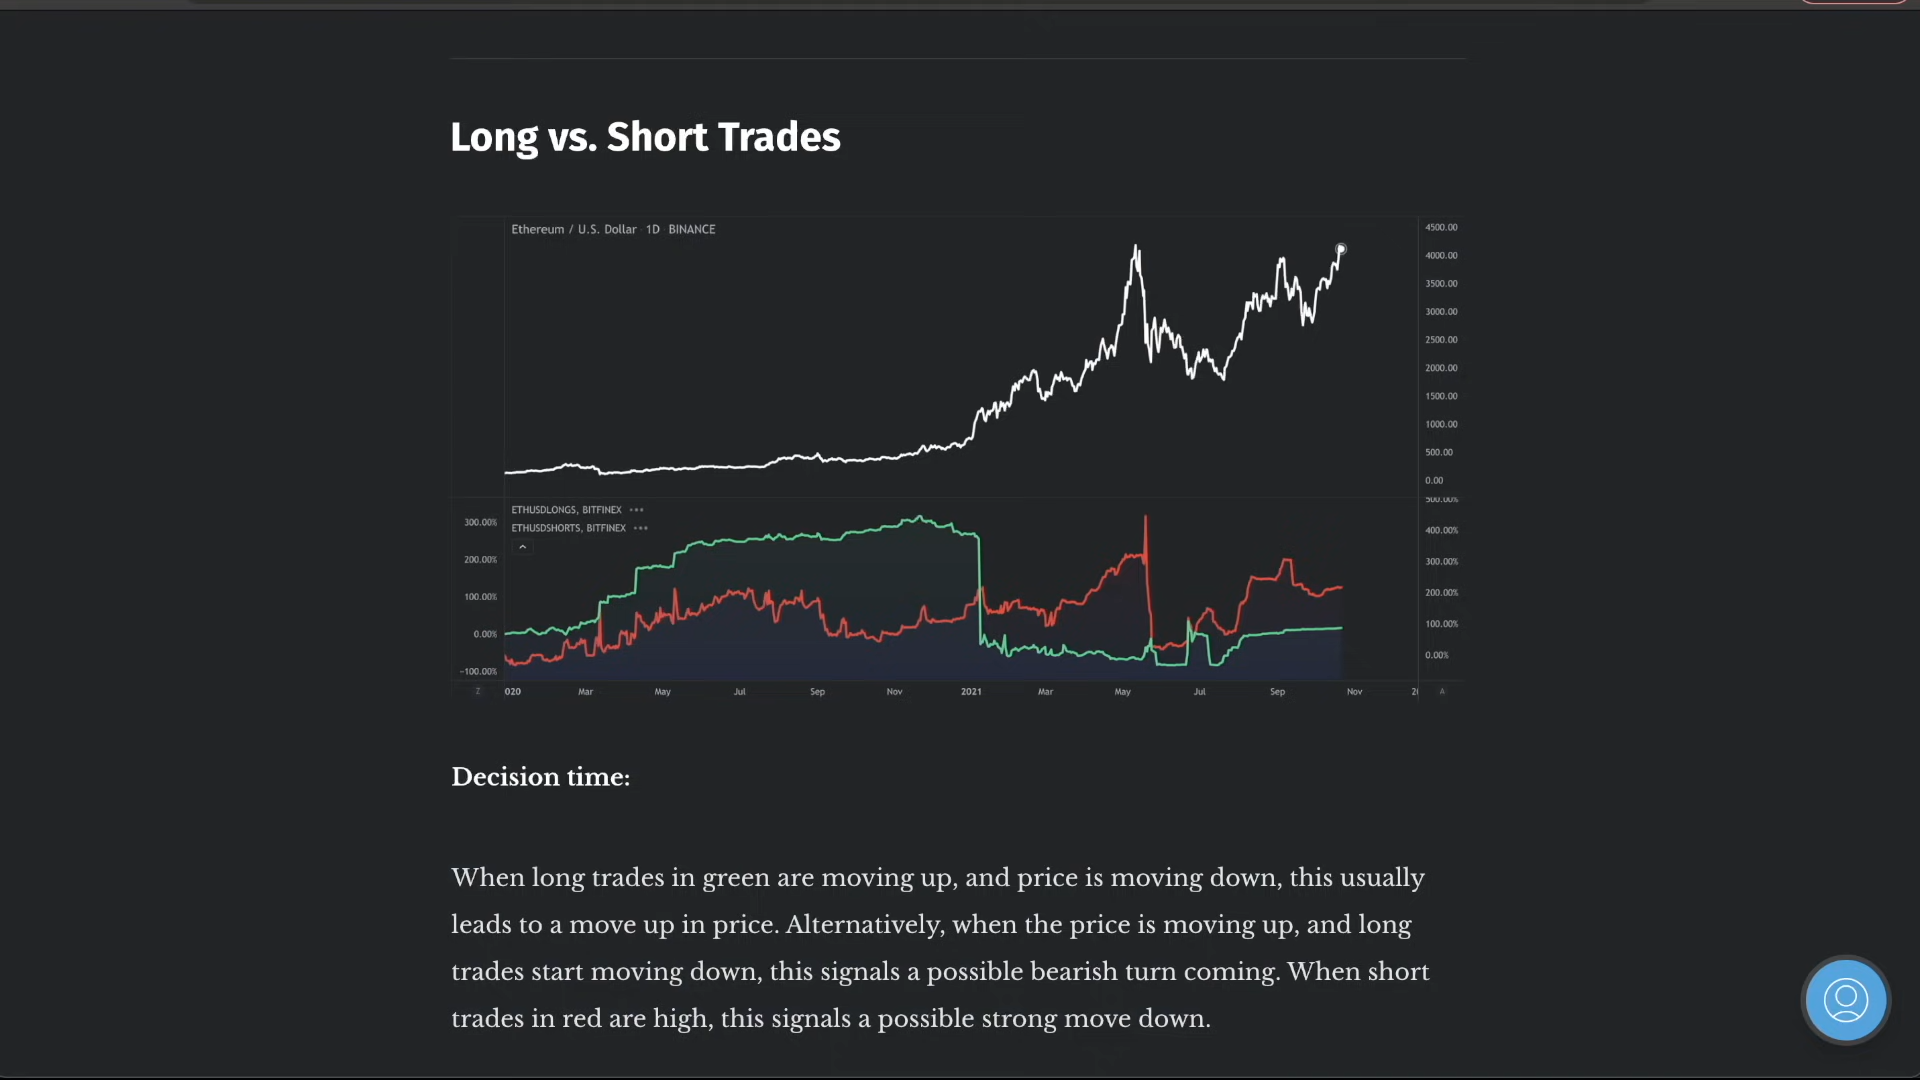 Long vs. Short Trades
Ethereum / U.S. Dollar · 1D · BINANCE
4500.00
4000.00
3500.00
3000.00
2500.00
2000.00
1500.00
1000.00
500.00
0.00
ETHUSDLONGS, BITFINEX •••
ETHUSDSHORTS, BITFINEX •••
300.00%
200.00%
100.00%
0.00%
−100.00%
500.00%
400.00%
300.00%
200.00%
100.00%
0.00%
Z 020 Mar May Jul Sep Nov 2021 Mar May Jul Sep Nov A
Decision time:
When long trades in green are moving up, and price is moving down, this usually
leads to a move up in price. Alternatively, when the price is moving up, and long
trades start moving down, this signals a possible bearish turn coming. When short
trades in red are high, this signals a possible strong move down.